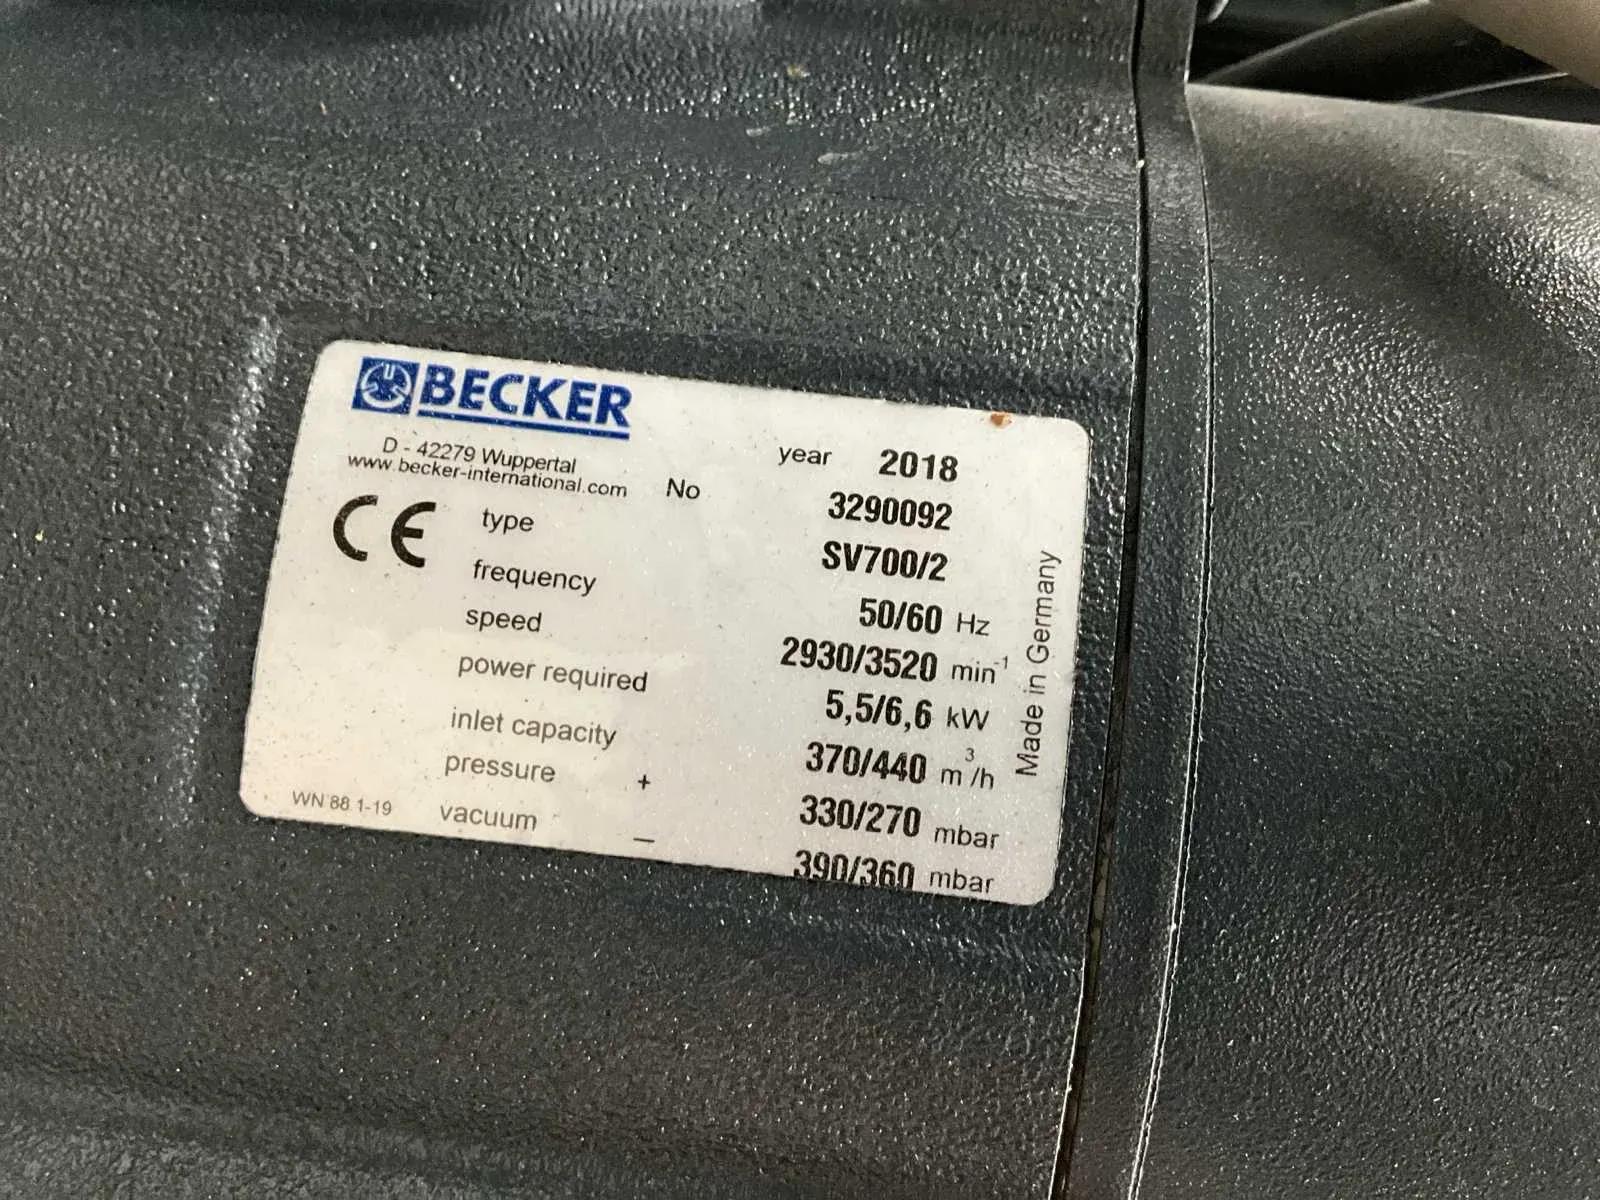 BECKER
D - 42279 Wuppertal
www.becker-international.com
year 2018
No 3290092
CE type SV700/2
frequency 50/60 Hz
speed 2930/3520 min-1
power required 5,5/6,6 kW
inlet capacity 370/440 m3/h
pressure + 330/270 mbar
vacuum – 390/360 mbar
WN 88 1-19
Made in Germany